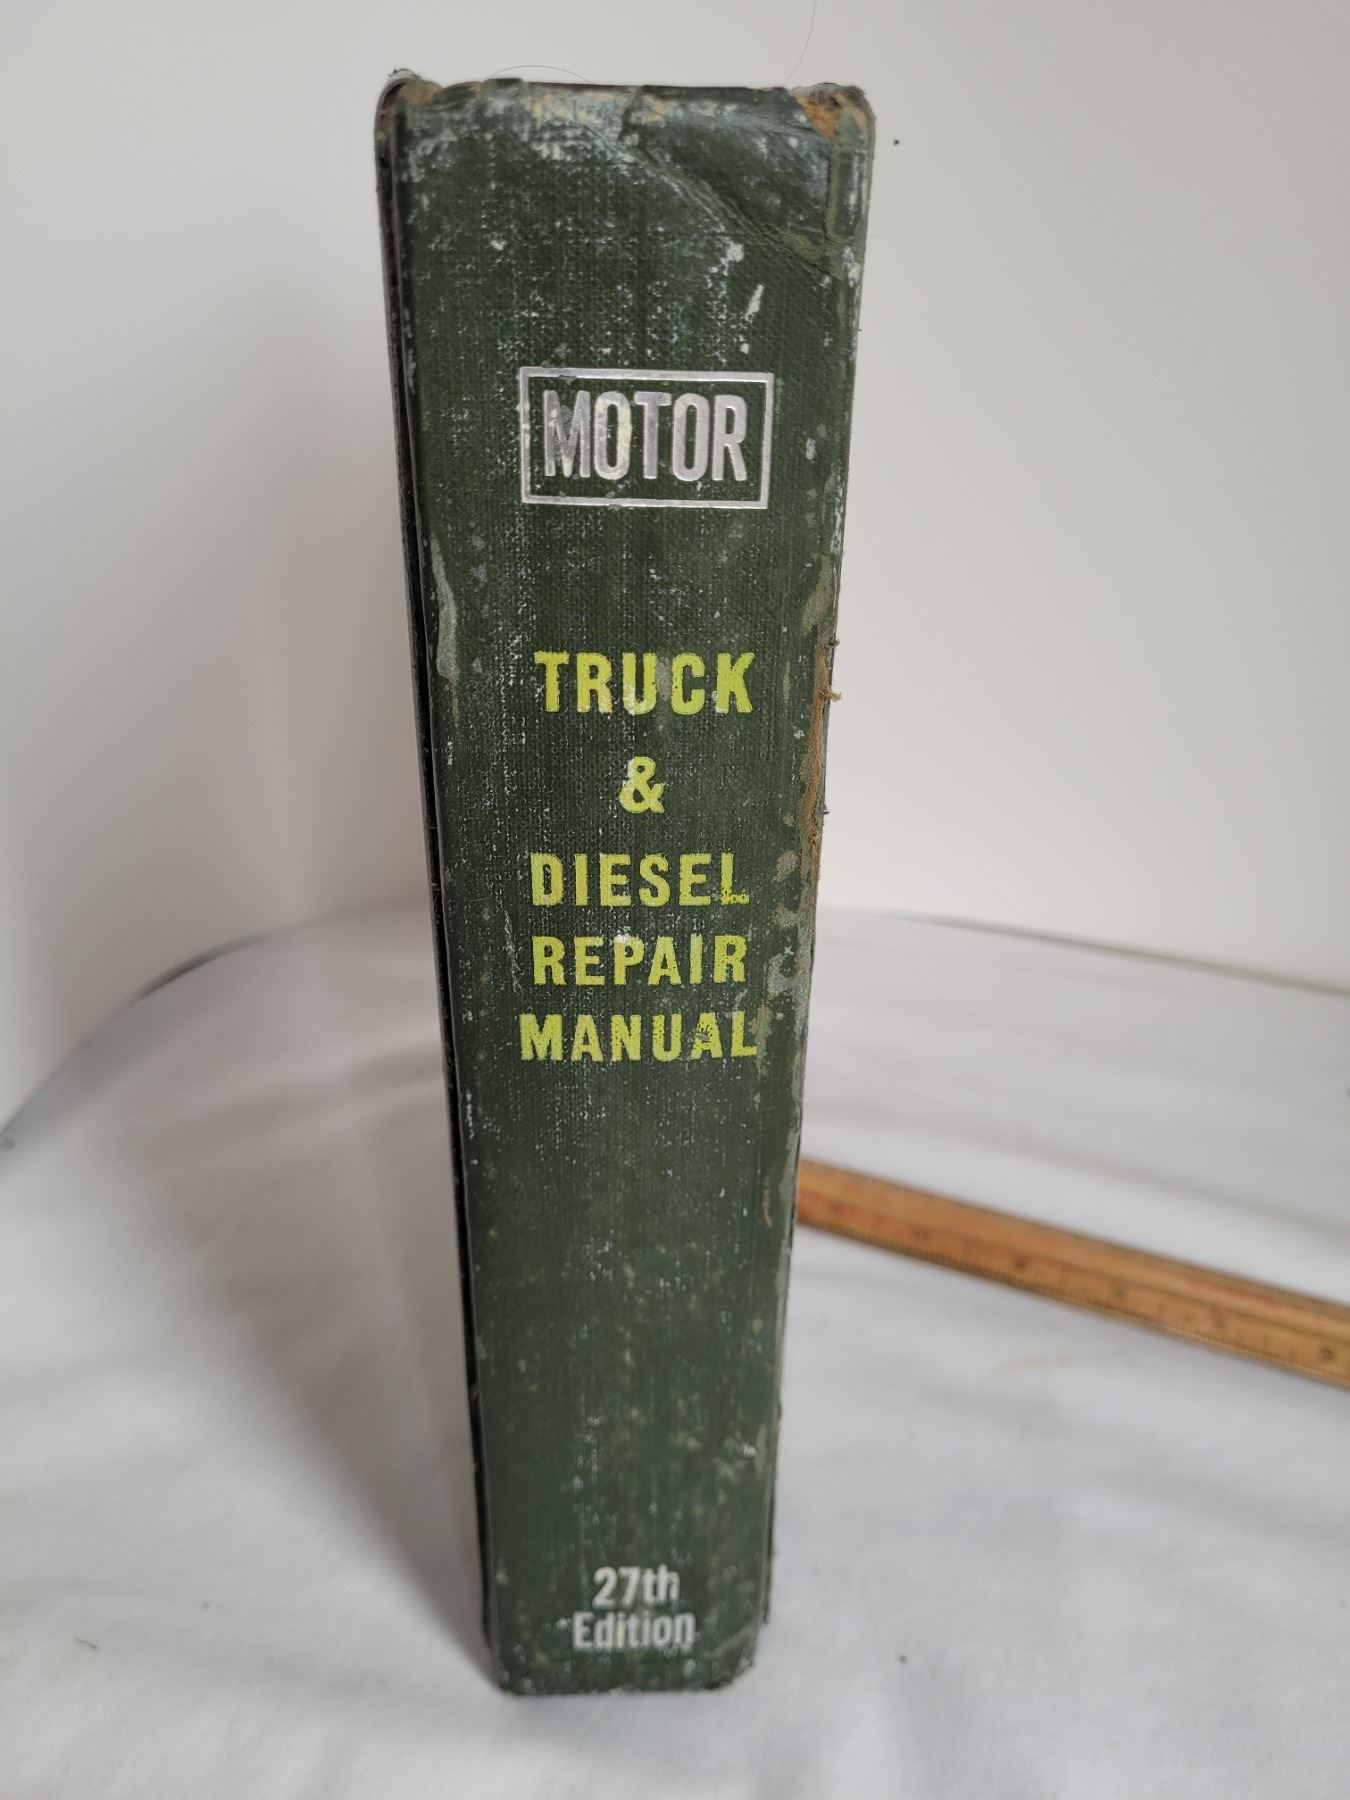 MOTOR
TRUCK
&
DIESEL
REPAIR
MANUAL
27th
Edition